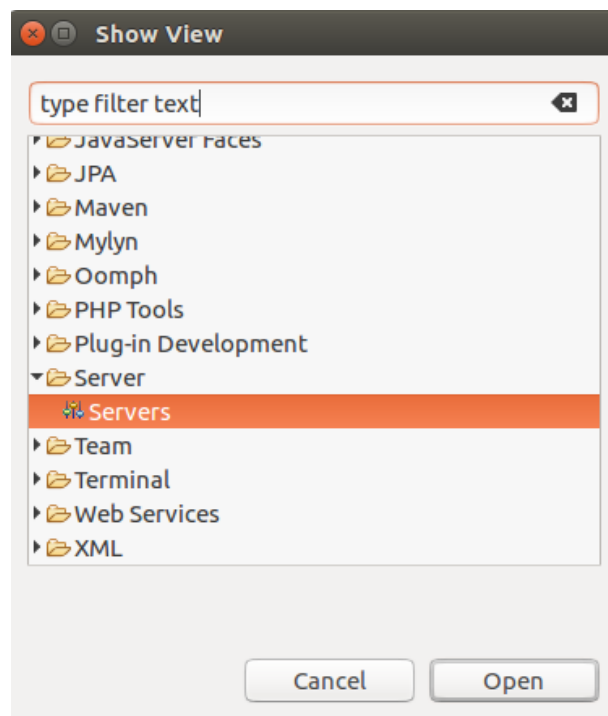 Show View
type filter text
JavaServer Faces
JPA
Maven
Mylyn
Oomph
PHP Tools
Plug-in Development
Server
Servers
Team
Terminal
Web Services
XML
Cancel Open